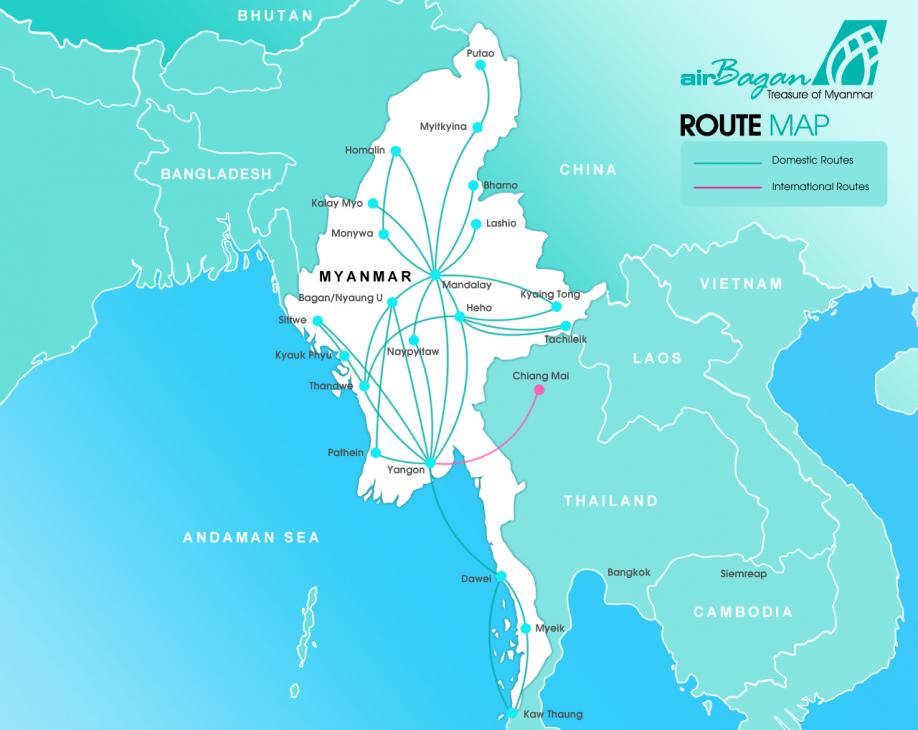 BHUTAN
airBagan
Treasure of Myanmar
ROUTE MAP
Domestic Routes
International Routes
Putao
Myitkyina
Homalin
CHINA
BANGLADESH
Bhamo
Kalay Myo
Lashio
Monywa
MYANMAR
Mandalay
VIETNAM
Bagan/Nyaung U
Kyaing Tong
Heho
Sittwe
Tachileik
Kyauk Phyu
Naypyitaw
LAOS
Chiang Mai
Thandwe
Pathein
Yangon
THAILAND
ANDAMAN SEA
Bangkok
Siemreap
Dawei
CAMBODIA
Myeik
Kaw Thaung